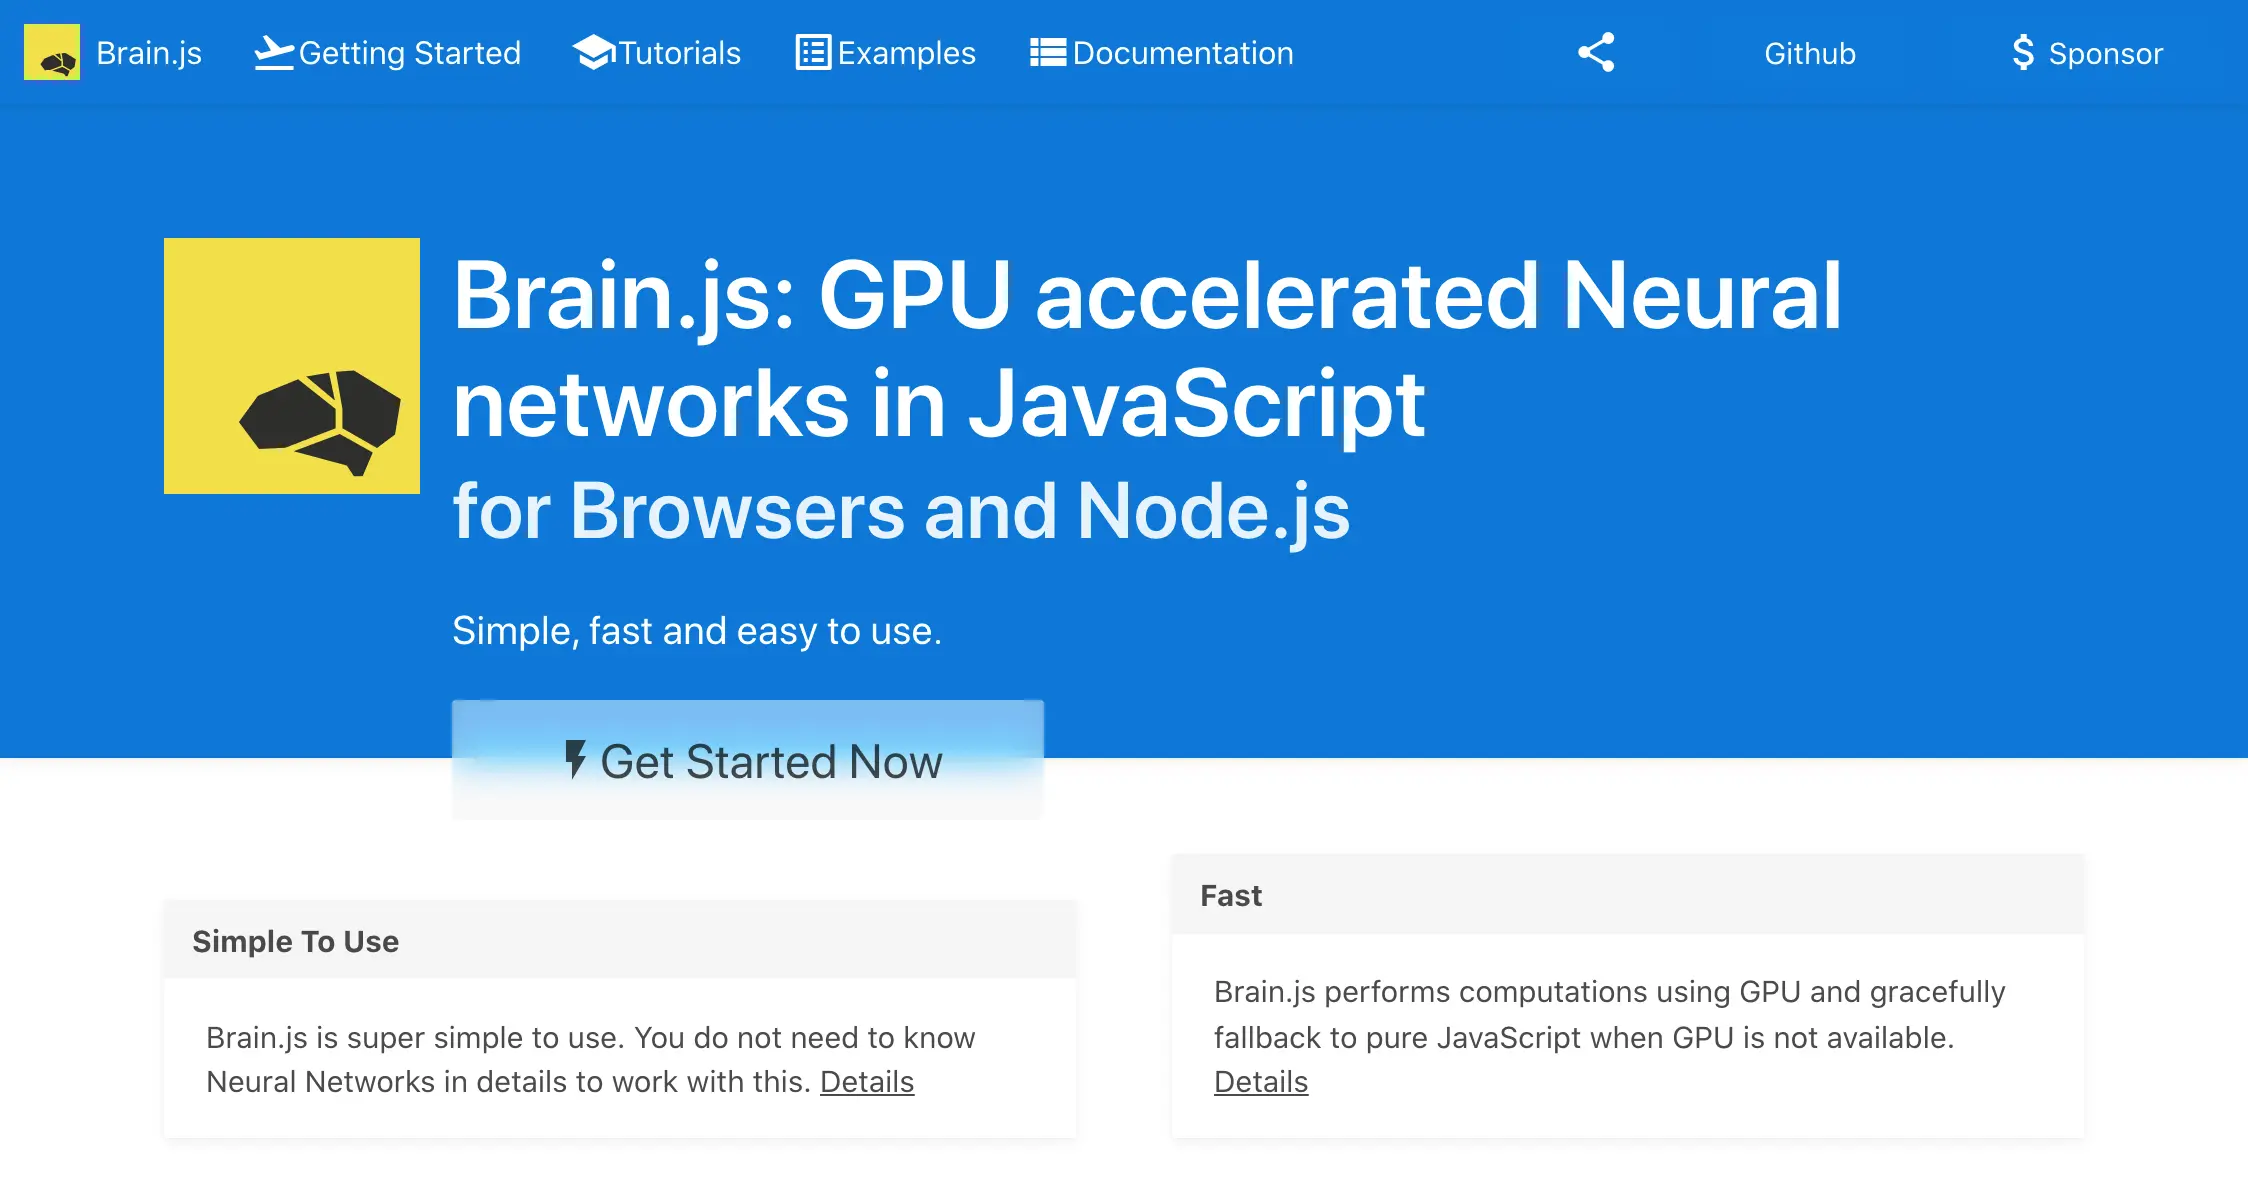 Brain.js Getting Started Tutorials Examples Documentation Github Sponsor
Brain.js: GPU accelerated Neural
networks in JavaScript
for Browsers and Node.js
Simple, fast and easy to use.
Get Started Now
Simple To Use
Brain.js is super simple to use. You do not need to know
Neural Networks in details to work with this. Details
Fast
Brain.js performs computations using GPU and gracefully
fallback to pure JavaScript when GPU is not available.
Details